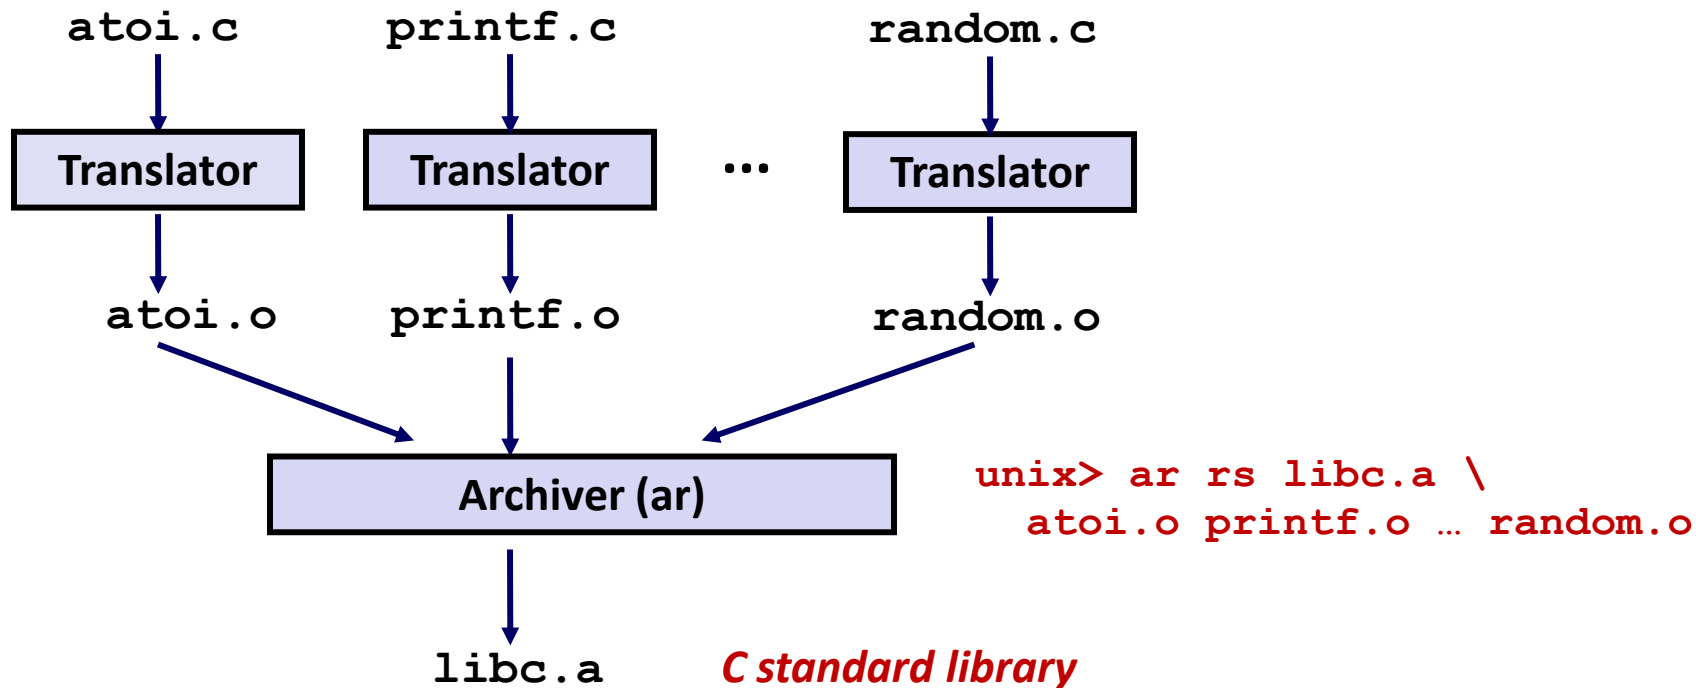 atoi.c printf.c random.c
Translator Translator ... Translator
atoi.o printf.o random.o
unix> ar rs libc.a \
Archiver (ar)
atoi.o printf.o … random.o
libc.a C standard library